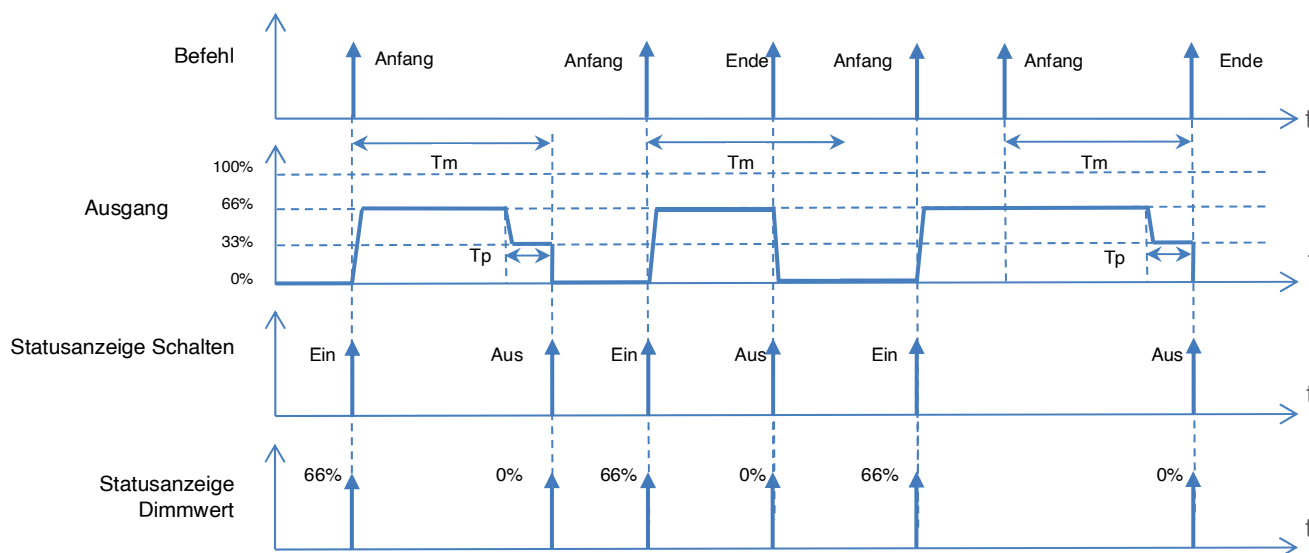 Befehl
Anfang
Anfang
Ende
Anfang
Anfang
Ende
t
Ausgang
100%
66%
33%
0%
Tm
Tm
Tm
Tp
Tp
Statusanzeige Schalten
Ein
Aus
Ein
Aus
Ein
Aus
t
Statusanzeige
Dimmwert
66%
0%
66%
0%
66%
0%
t